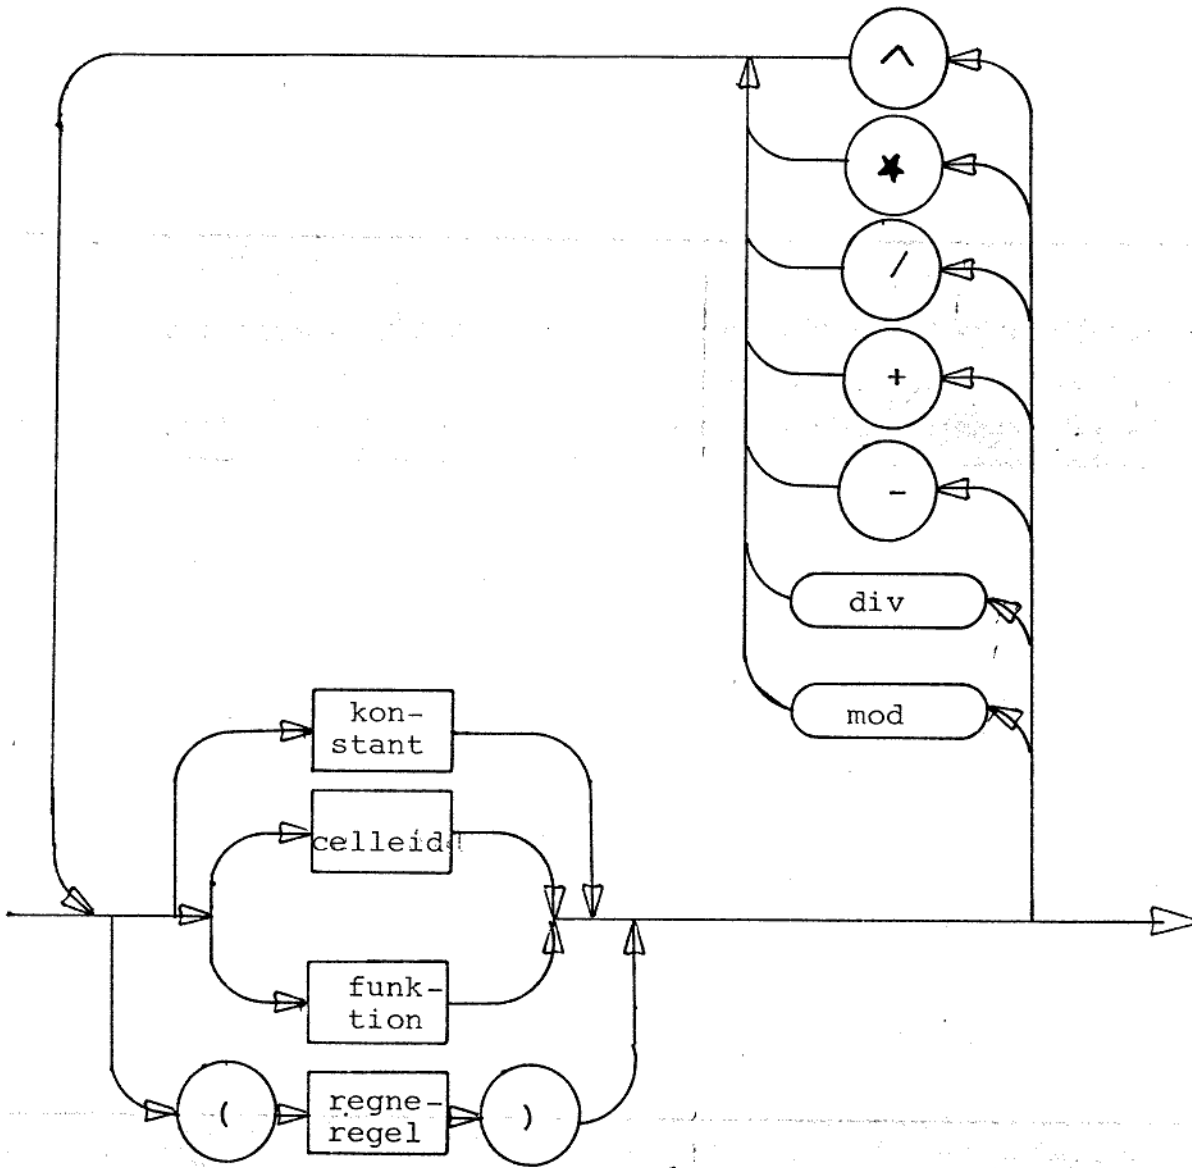 ^
*
/
+
-
div
mod
kon-
stant
celleid
funk-
tion
(
regne-
regel
)